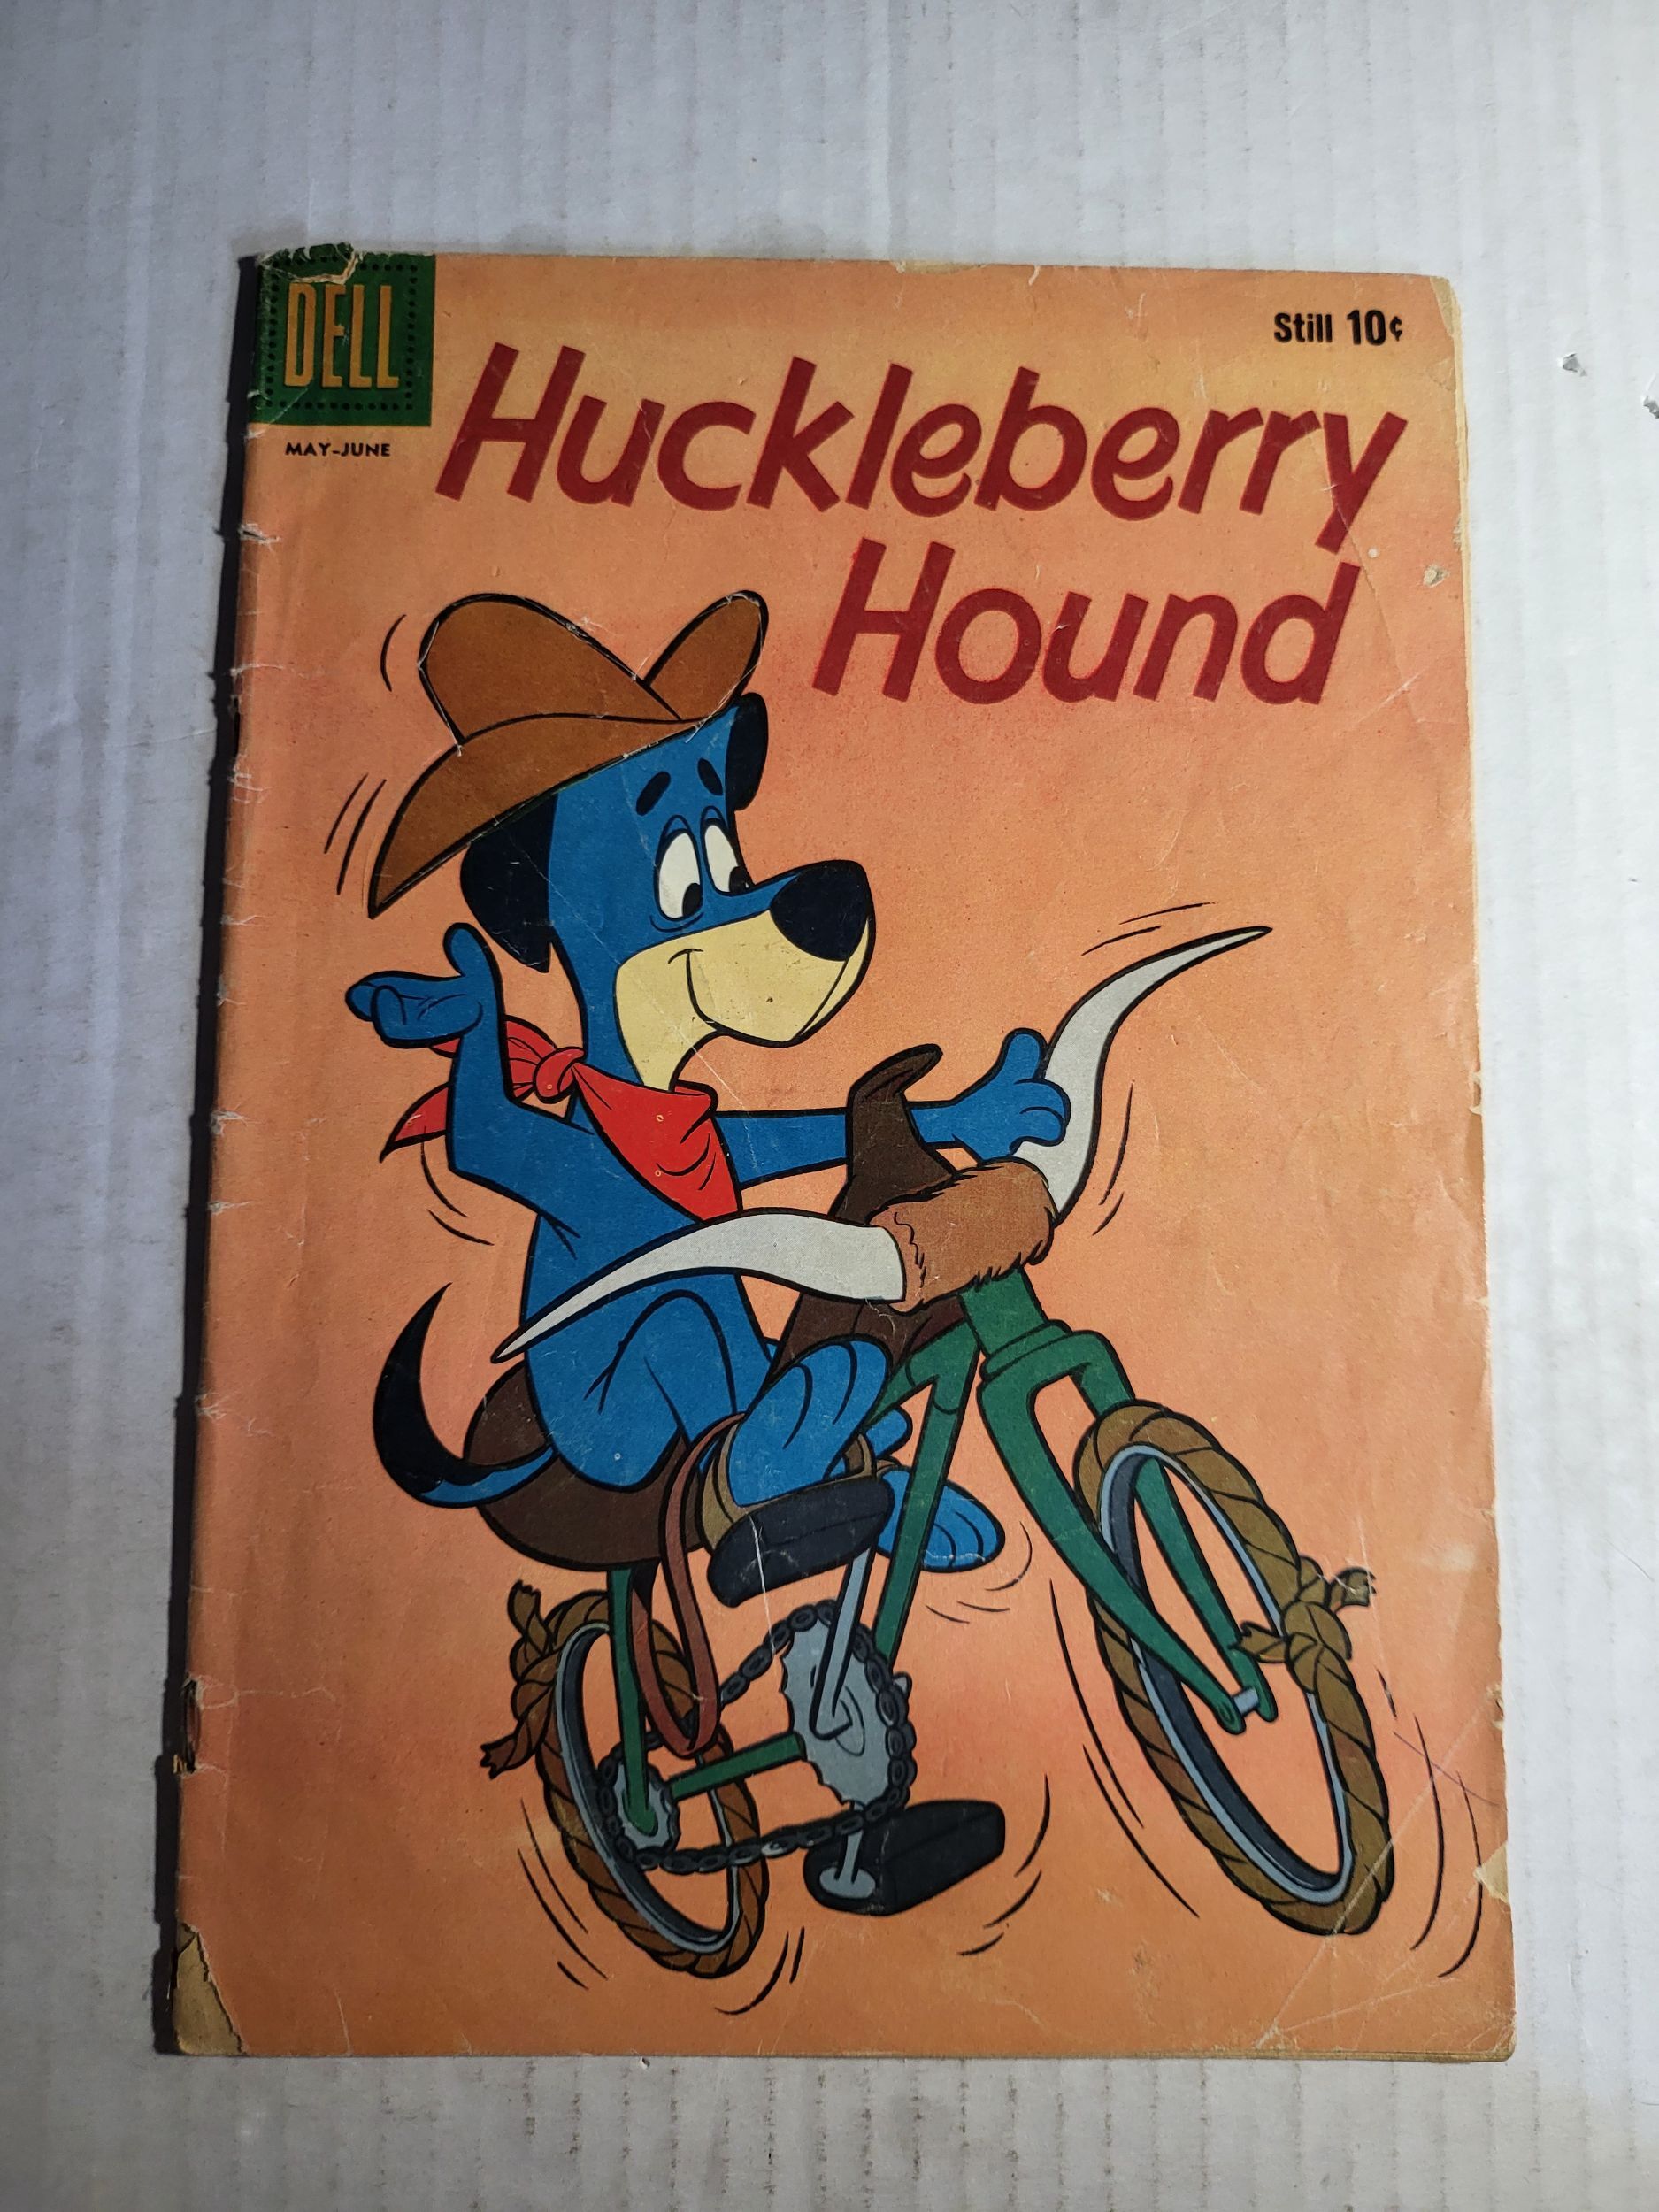 DELL
Still 10¢
MAY-JUNE
Huckleberry
Hound